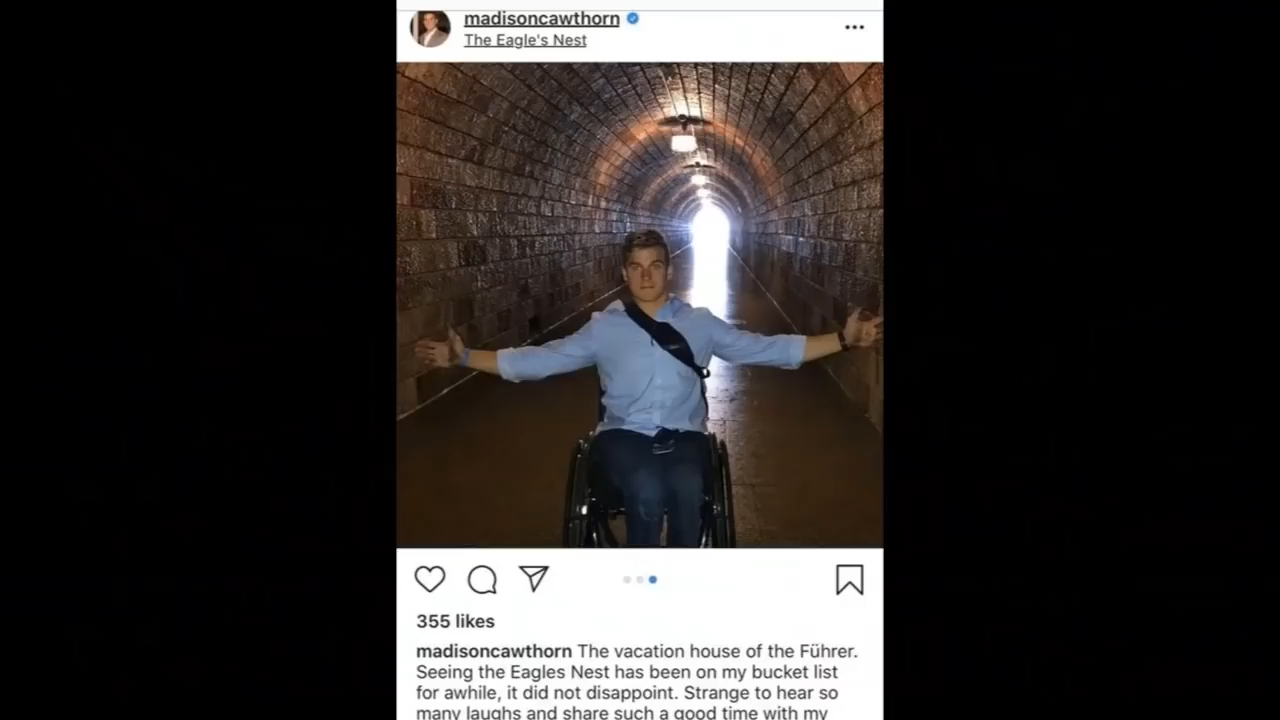 madisoncawthorn
The Eagle's Nest
355 likes
madisoncawthorn The vacation house of the Führer.
Seeing the Eagles Nest has been on my bucket list
for awhile, it did not disappoint. Strange to hear so
many laughs and share such a good time with my